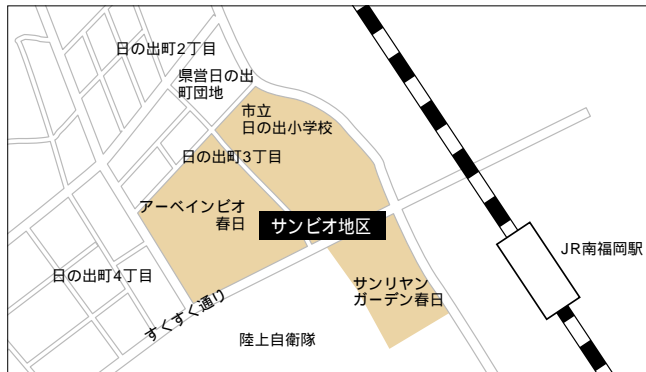 日の出町2丁目
県営日の出
町団地
市立
日の出小学校
日の出町3丁目
アーベインビオ
春日
サンビオ地区
JR南福岡駅
日の出町4丁目
サンリヤン
ガーデン春日
すくすく通り
陸上自衛隊